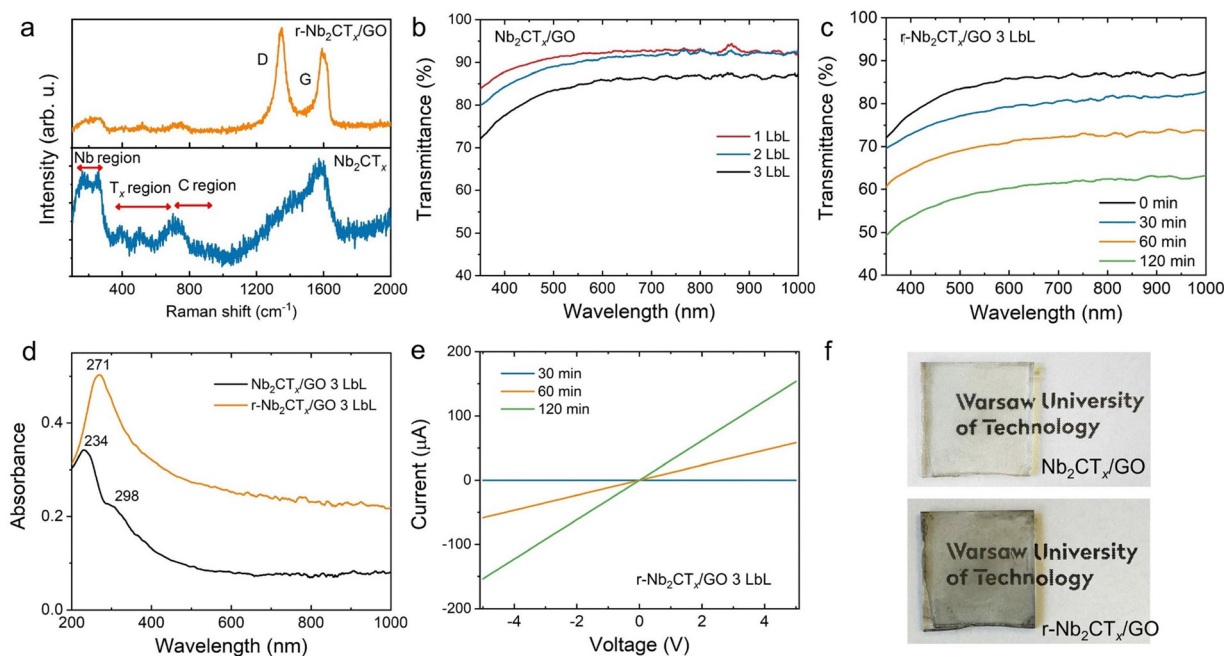 a
r-Nb₂CTₓ/GO
D
G
Nb₂CTₓ
Nb region
Tₓ region
C region
Intensity (arb. u.)
400 800 1200 1600 2000
Raman shift (cm⁻¹)
b
Nb₂CTₓ/GO
100
90
80
70
60
50
40
Transmittance (%)
1 LbL
2 LbL
3 LbL
400 500 600 700 800 900 1000
Wavelength (nm)
c
r-Nb₂CTₓ/GO 3 LbL
100
90
80
70
60
50
40
Transmittance (%)
0 min
30 min
60 min
120 min
400 500 600 700 800 900 1000
Wavelength (nm)
d
271
234
298
Nb₂CTₓ/GO 3 LbL
r-Nb₂CTₓ/GO 3 LbL
0.4
0.2
0.0
Absorbance
200 400 600 800 1000
Wavelength (nm)
e
200
150
100
50
0
-50
-100
-150
-200
Current (µA)
30 min
60 min
120 min
r-Nb₂CTₓ/GO 3 LbL
-4 -2 0 2 4
Voltage (V)
f
Warsaw University
of Technology
Nb₂CTₓ/GO
Warsaw University
of Technology
r-Nb₂CTₓ/GO